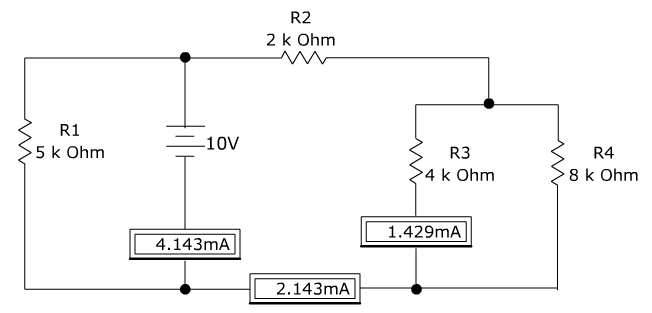 R2
2 k Ohm
R1
5 k Ohm
10V
R3
4 k Ohm
R4
8 k Ohm
4.143mA
1.429mA
2.143mA